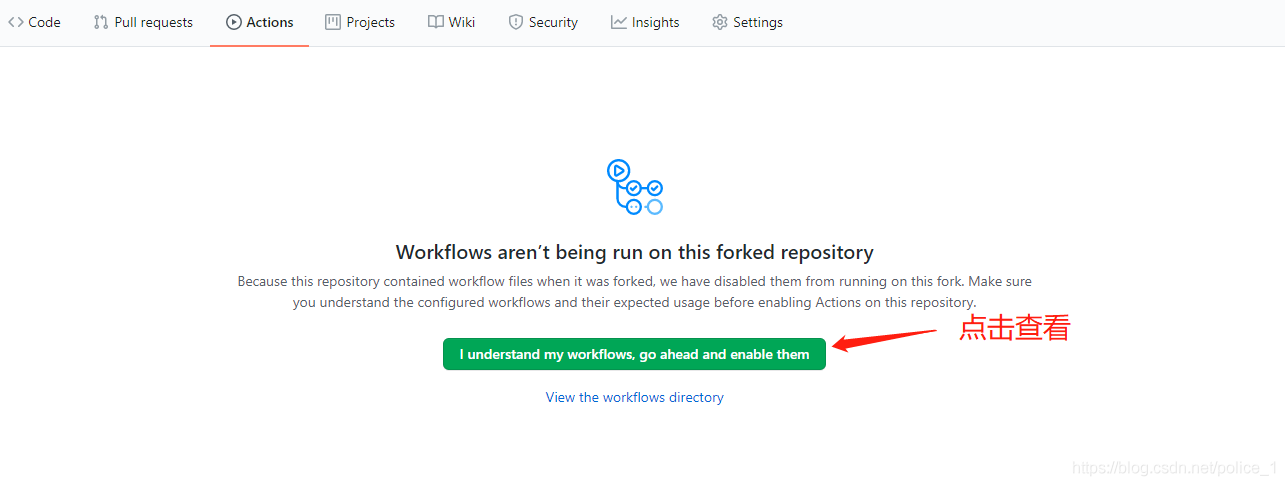 Code Pull requests Actions Projects Wiki Security Insights Settings
Workflows aren’t being run on this forked repository
Because this repository contained workflow files when it was forked, we have disabled them from running on this fork. Make sure
you understand the configured workflows and their expected usage before enabling Actions on this repository.
点击查看
I understand my workflows, go ahead and enable them
View the workflows directory
https://blog.csdn.net/police_1